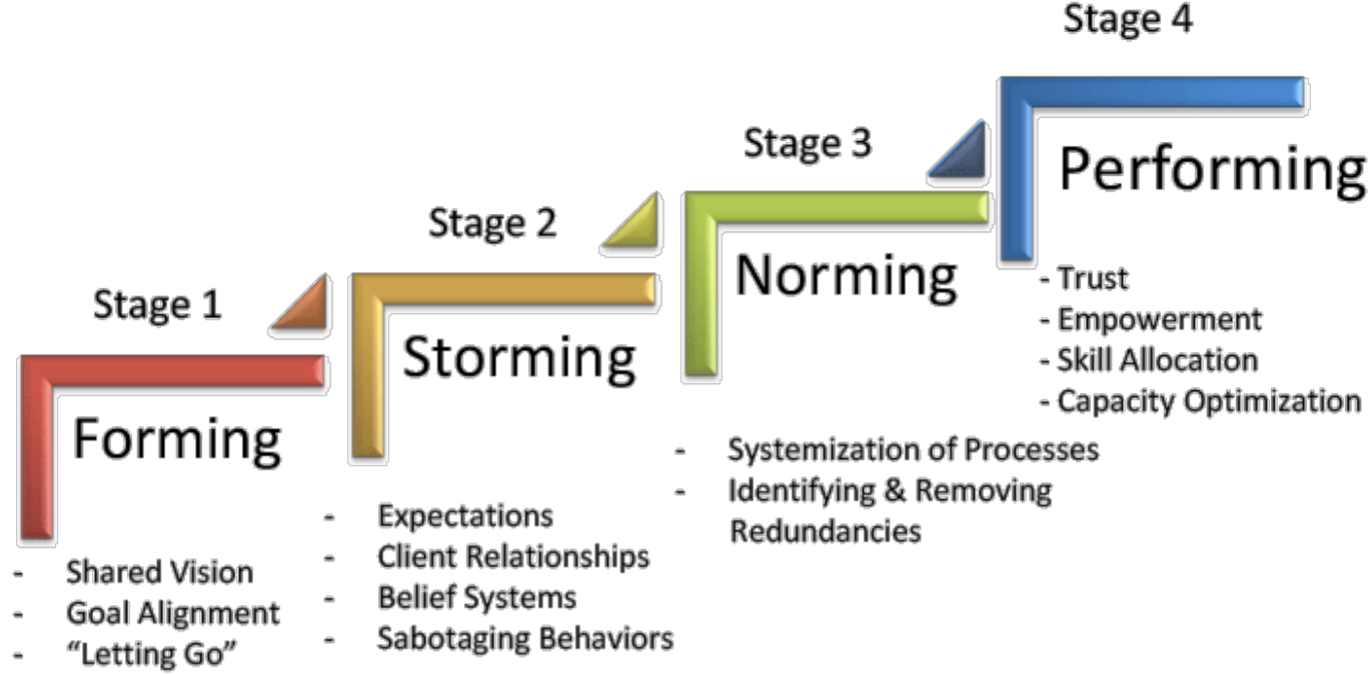 Stage 1
Forming
- Shared Vision
- Goal Alignment
- “Letting Go”
Stage 2
Storming
- Expectations
- Client Relationships
- Belief Systems
- Sabotaging Behaviors
Stage 3
Norming
- Systemization of Processes
- Identifying & Removing
Redundancies
Stage 4
Performing
- Trust
- Empowerment
- Skill Allocation
- Capacity Optimization